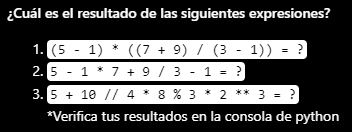 ¿Cuál es el resultado de las siguientes expresiones?
1. (5 - 1) * ((7 + 9) / (3 - 1)) = ?
2. 5 - 1 * 7 + 9 / 3 - 1 = ?
3. 5 + 10 // 4 * 8 % 3 * 2 ** 3 = ?
*Verifica tus resultados en la consola de python